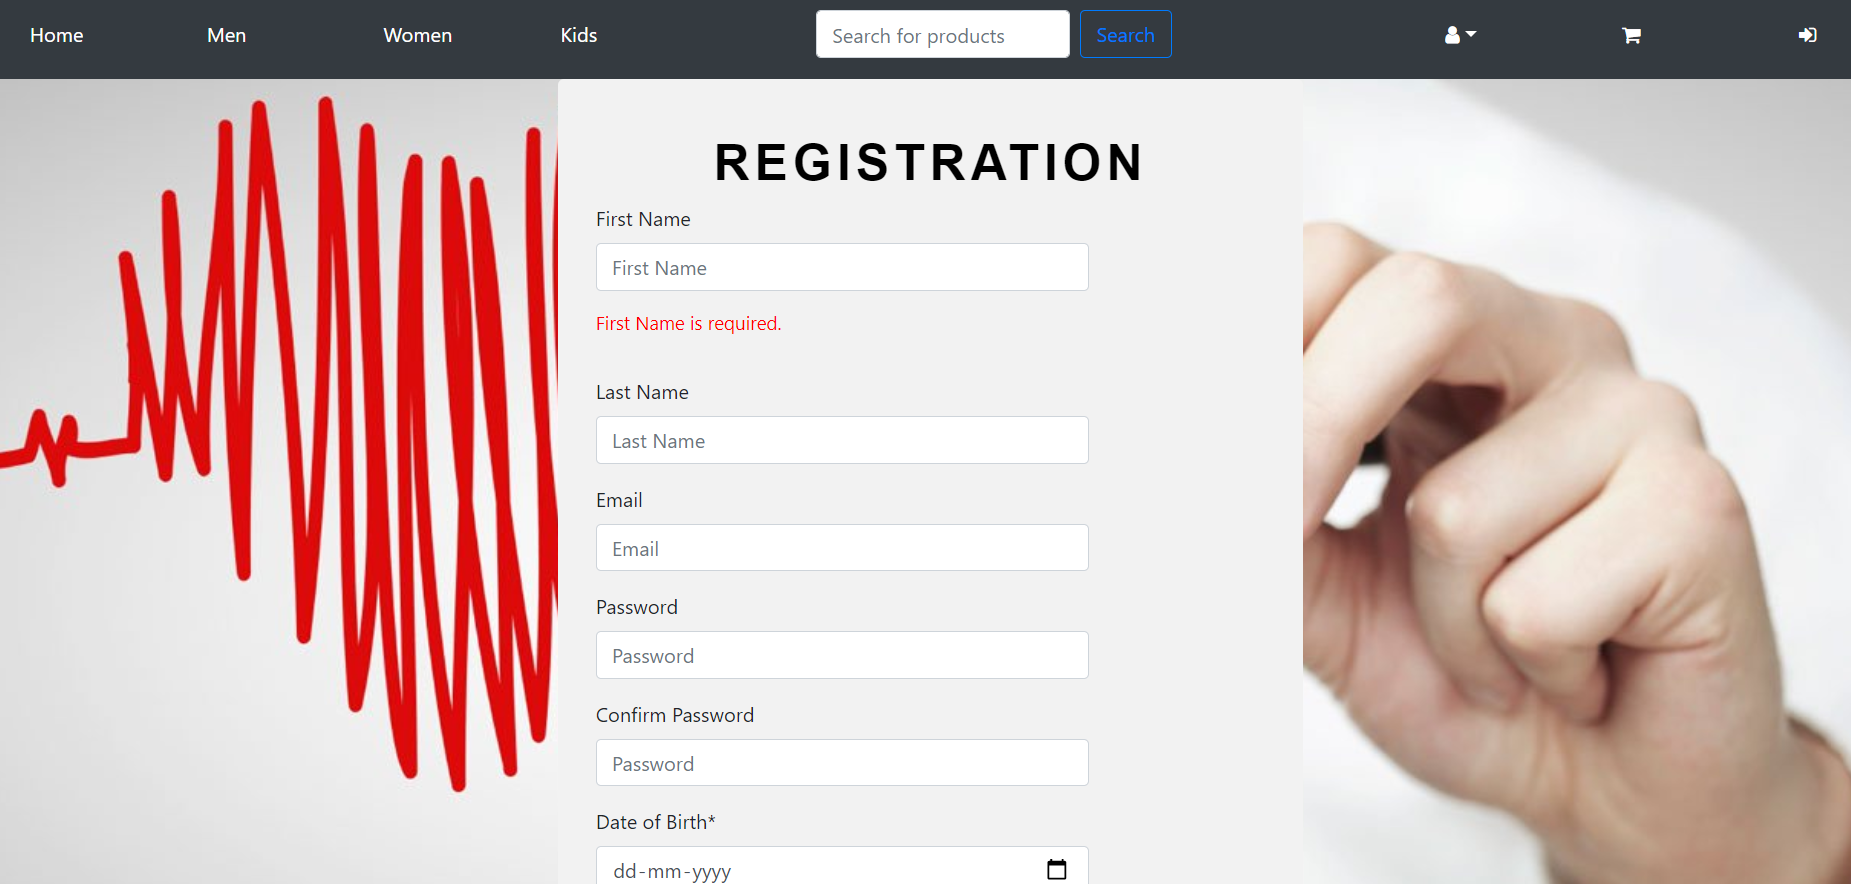 Home Men Women Kids Search for products Search
REGISTRATION
First Name
First Name
First Name is required.
Last Name
Last Name
Email
Email
Password
Password
Confirm Password
Password
Date of Birth*
dd-mm-yyyy